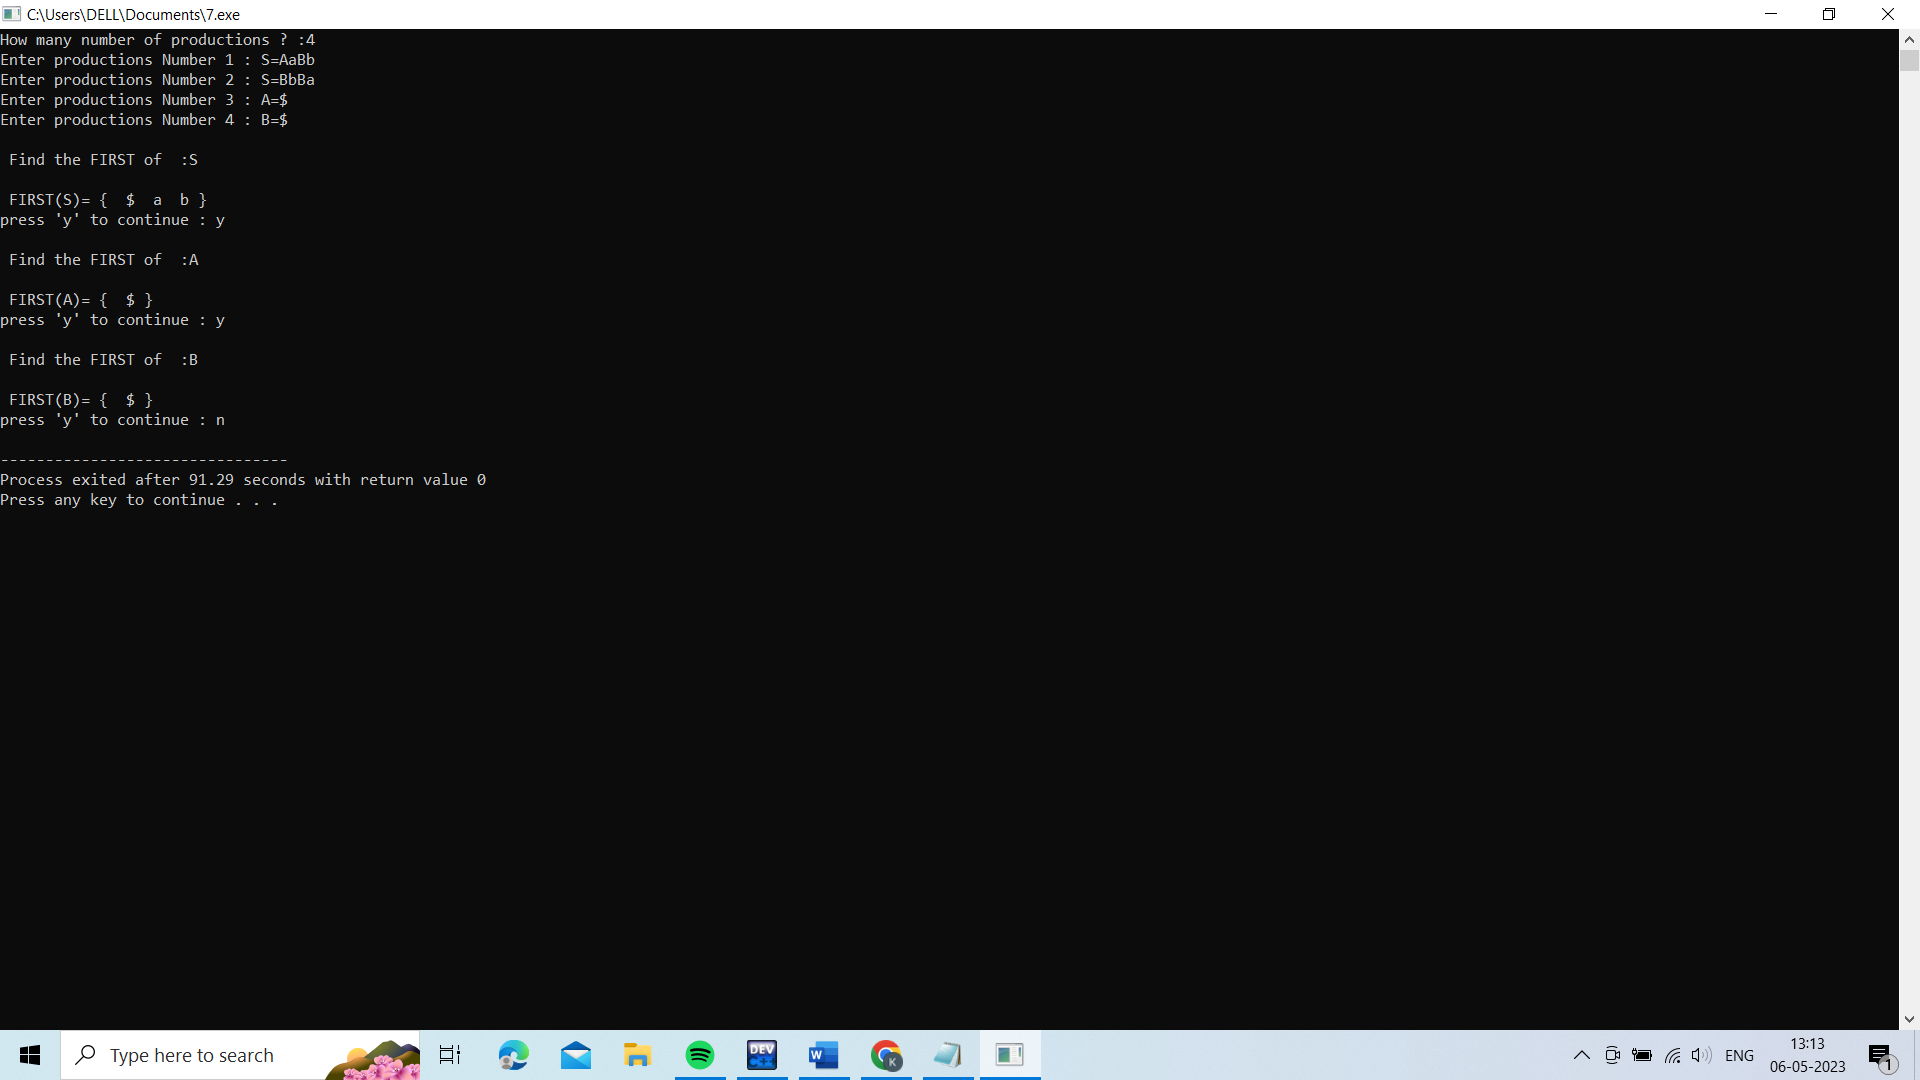 C:\Users\DELL\Documents\7.exe
How many number of productions ? :4
Enter productions Number 1 : S=AaBb
Enter productions Number 2 : S=BbBa
Enter productions Number 3 : A=$
Enter productions Number 4 : B=$
Find the FIRST of  :S
FIRST(S)= {  $  a  b }
press 'y' to continue : y
Find the FIRST of  :A
FIRST(A)= {  $ }
press 'y' to continue : y
Find the FIRST of  :B
FIRST(B)= {  $ }
press 'y' to continue : n
--------------------------------
Process exited after 91.29 seconds with return value 0
Press any key to continue . . .
Type here to search
DEV C++
W
K
ENG
13:13
06-05-2023
1